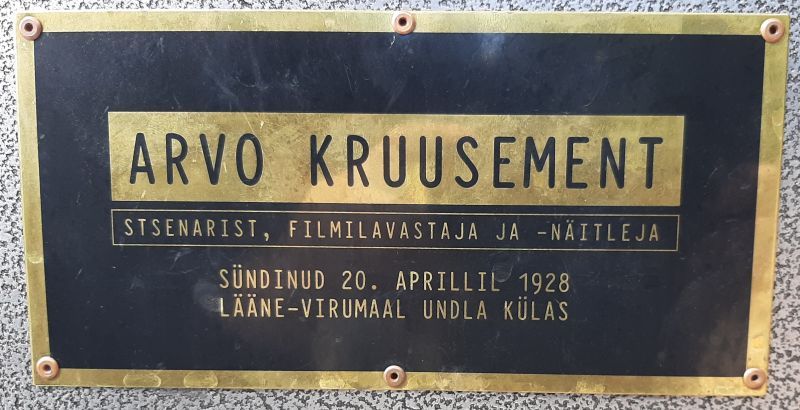 ARVO KRUUSEMENT
STSENARIST, FILMILAVASTAJA JA -NÄITLEJA
SÜNDINUD 20. APRILLIL 1928
LÄÄNE-VIRUMAAL UNDLA KÜLAS